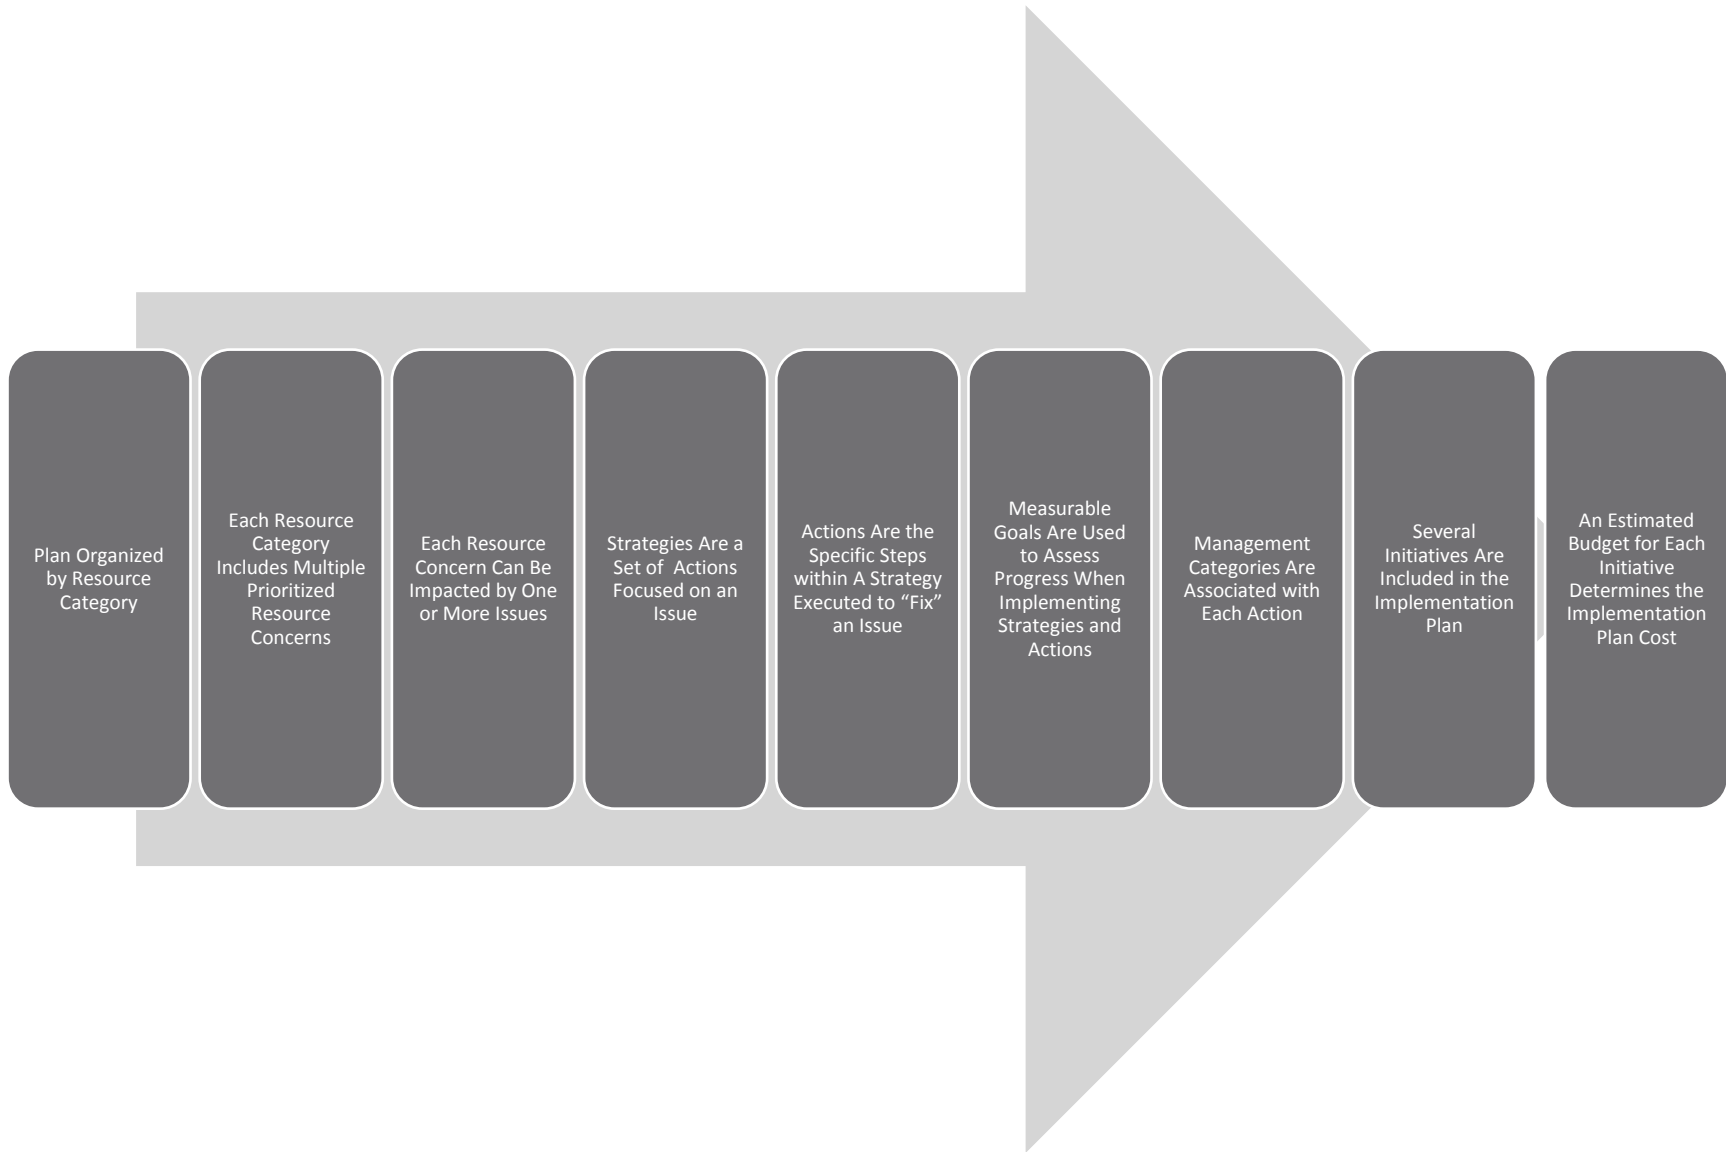 Plan Organized
by Resource
Category
Each Resource
Category
Includes Multiple
Prioritized
Resource
Concerns
Each Resource
Concern Can Be
Impacted by One
or More Issues
Strategies Are a
Set of  Actions
Focused on an
Issue
Actions Are the
Specific Steps
within A Strategy
Executed to “Fix”
an Issue
Measurable
Goals Are Used
to Assess
Progress When
Implementing
Strategies and
Actions
Management
Categories Are
Associated with
Each Action
Several
Initiatives Are
Included in the
Implementation
Plan
An Estimated
Budget for Each
Initiative
Determines the
Implementation
Plan Cost